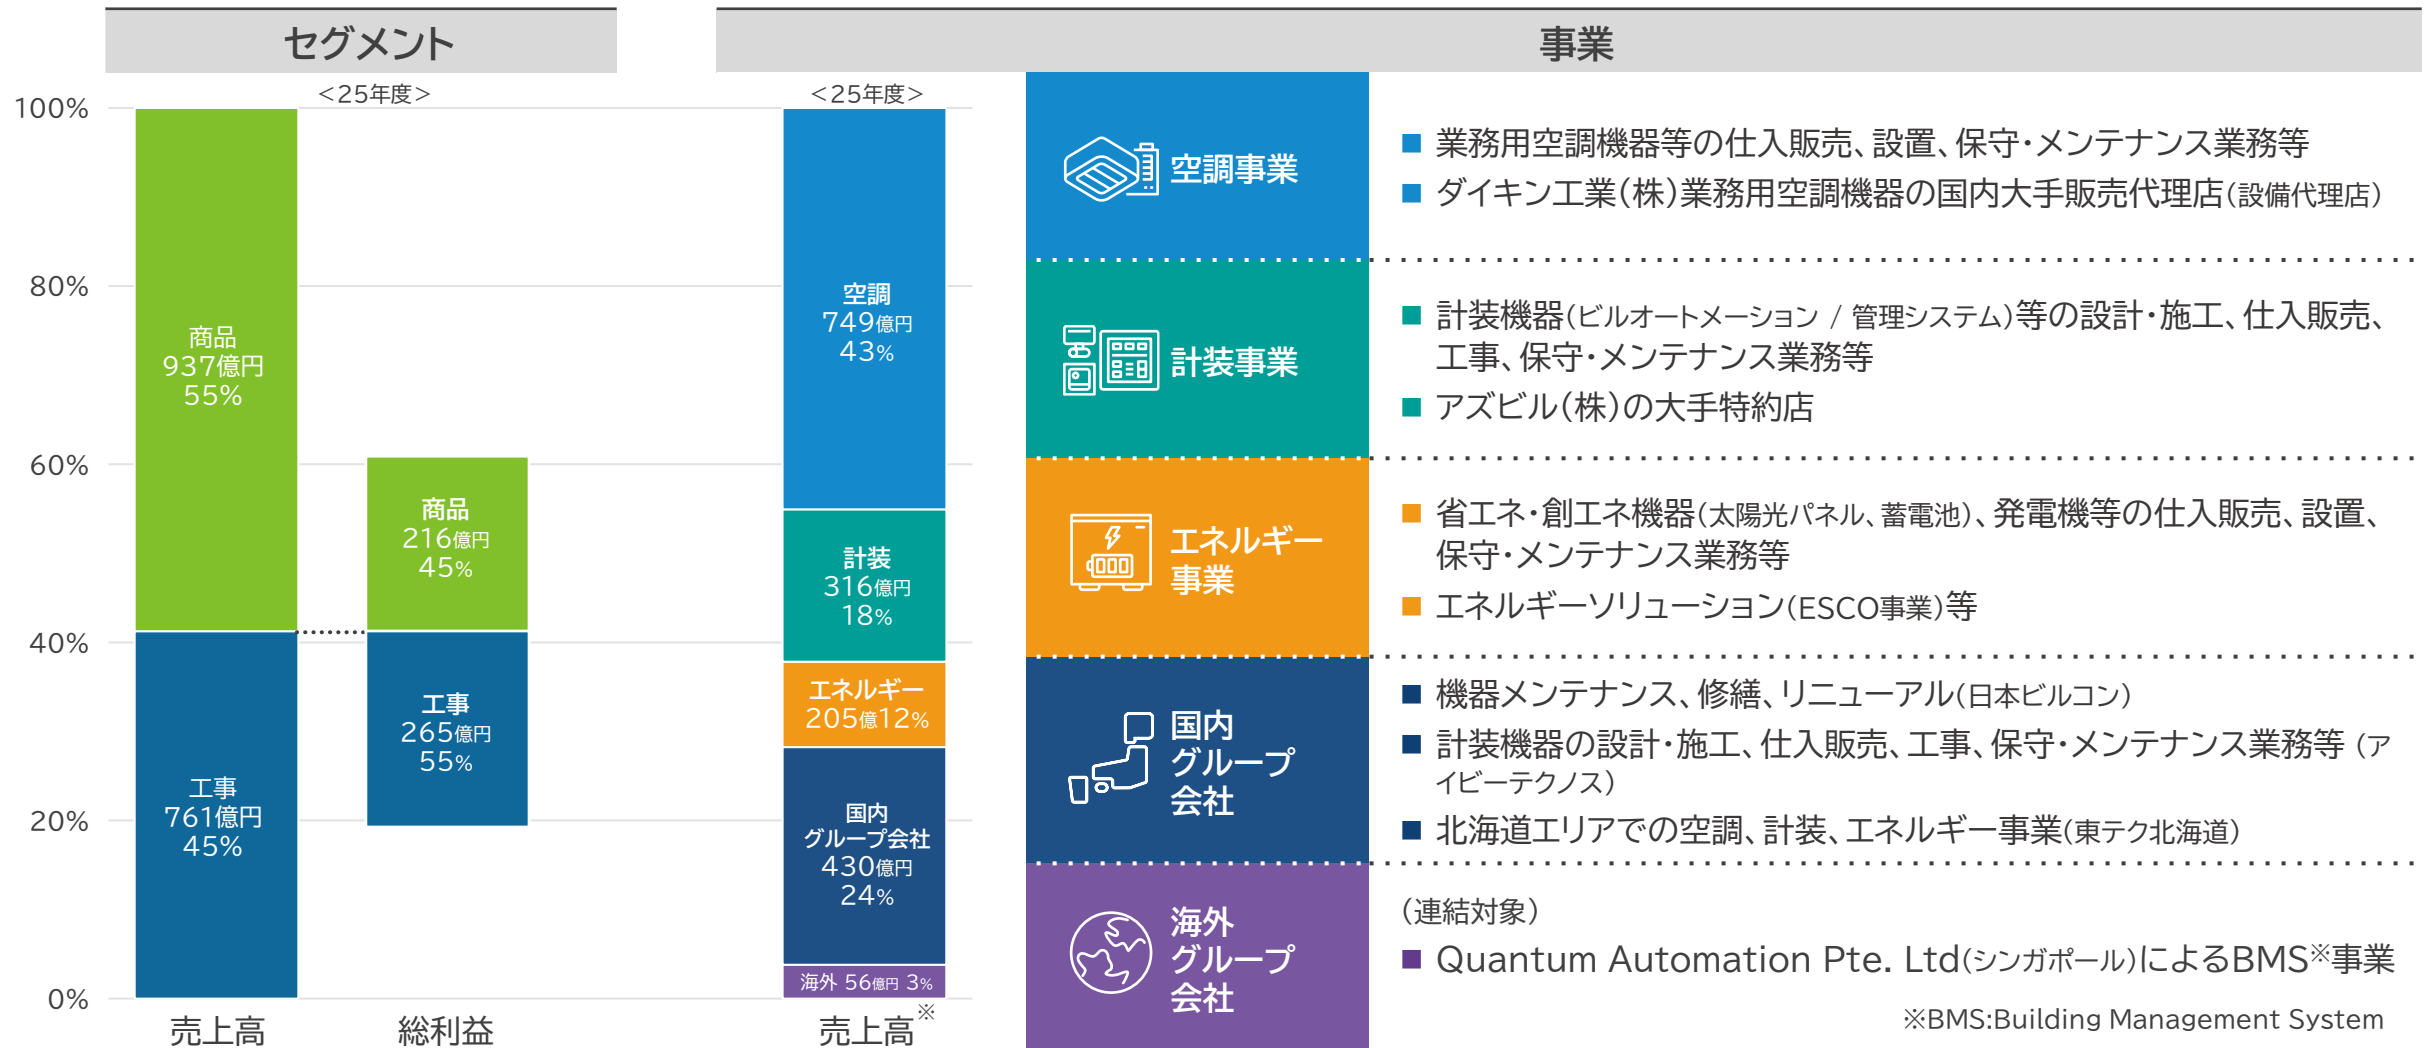 セグメント
事業
<25年度>
<25年度>
100%
80%
60%
40%
20%
0%
商品
937億円
55%
工事
761億円
45%
商品
216億円
45%
工事
265億円
55%
売上高
総利益
空調
749億円
43%
計装
316億円
18%
エネルギー
205億12%
国内
グループ会社
430億円
24%
海外 56億円 3%
売上高※
空調事業
■ 業務用空調機器等の仕入販売、設置、保守・メンテナンス業務等
■ ダイキン工業(株)業務用空調機器の国内大手販売代理店(設備代理店)
計装事業
■ 計装機器(ビルオートメーション / 管理システム)等の設計・施工、仕入販売、
工事、保守・メンテナンス業務等
■ アズビル(株)の大手特約店
エネルギー
事業
■ 省エネ・創エネ機器(太陽光パネル、蓄電池)、発電機等の仕入販売、設置、
保守・メンテナンス業務等
■ エネルギーソリューション(ESCO事業)等
国内
グループ
会社
■ 機器メンテナンス、修繕、リニューアル(日本ビルコン)
■ 計装機器の設計・施工、仕入販売、工事、保守・メンテナンス業務等 (ア
イビーテクノス)
■ 北海道エリアでの空調、計装、エネルギー事業(東テク北海道)
海外
グループ
会社
(連結対象)
■ Quantum Automation Pte. Ltd(シンガポール)によるBMS※事業
※BMS:Building Management System